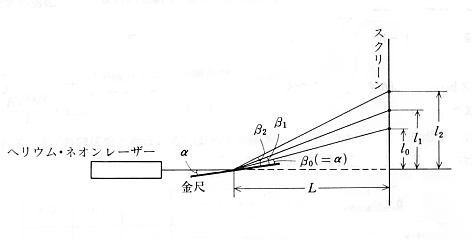 スクリーン
ヘリウム・ネオンレーザー
α
金尺
β₂
β₁
β₀(=α)
L
l₀
l₁
l₂